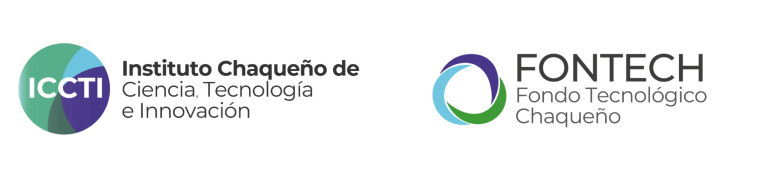 ICCTI
Instituto Chaqueño de
Ciencia, Tecnología
e Innovación
FONTECH
Fondo Tecnológico
Chaqueño